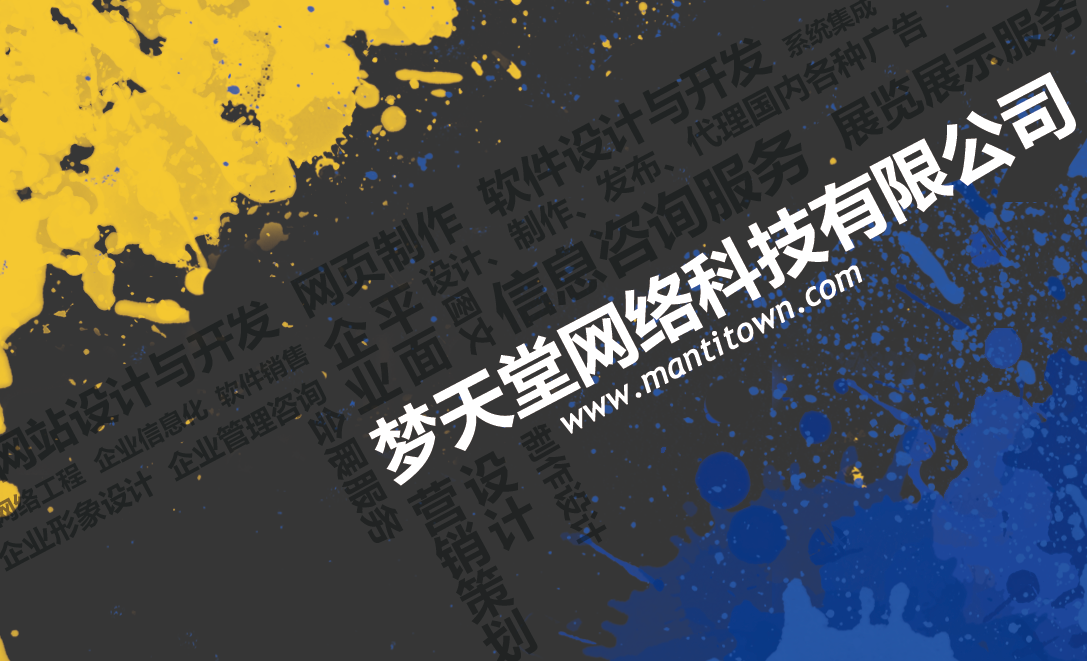 系统集成
软件设计与开发
代理国内各种广告
制作、发布、
展览展示服务
网页制作
设计、
信息咨询服务
网站设计与开发
企业
平面
图文
梦天堂网络科技有限公司
www.mantitown.com
企业信息化 软件销售
网络工程
企业形象设计 企业管理咨询
会展服务
制作设计
设计
营销策划